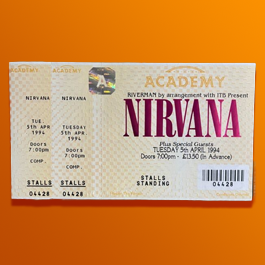 NIRVANA
TUE
5th APR
1994
Doors
7:00pm
COMP
STALLS
04428
NIRVANA
TUESDAY
5th APR
1994
Doors
7:00pm
COMP
STALLS
04428
A
ACADEMY
RIVERMAN by arrangement with ITB Present
NIRVANA
Plus Special Guests
TUESDAY 5th APRIL 1994
Doors 7:00pm - £13.50 (In Advance)
STALLS
STANDING
04428